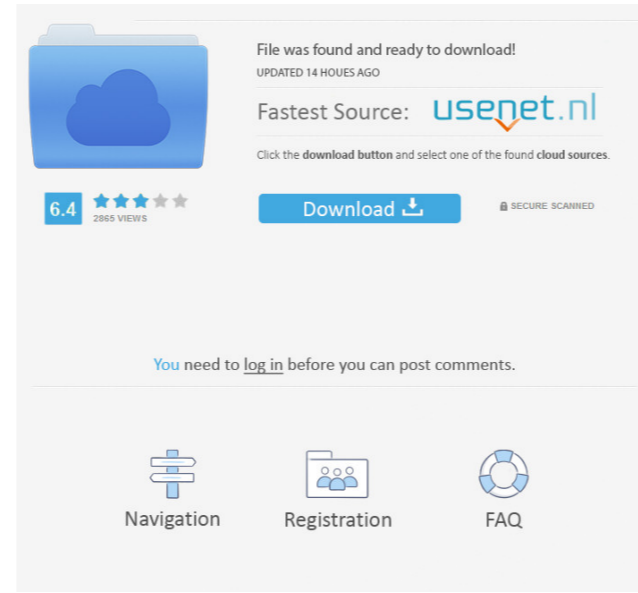 File was found and ready to download!
UPDATED 14 HOUES AGO
Fastest Source: usenet.nl
Click the download button and select one of the found cloud sources.
6.4
2865 VIEWS
Download
SECURE SCANNED
You need to log in before you can post comments.
Navigation Registration FAQ